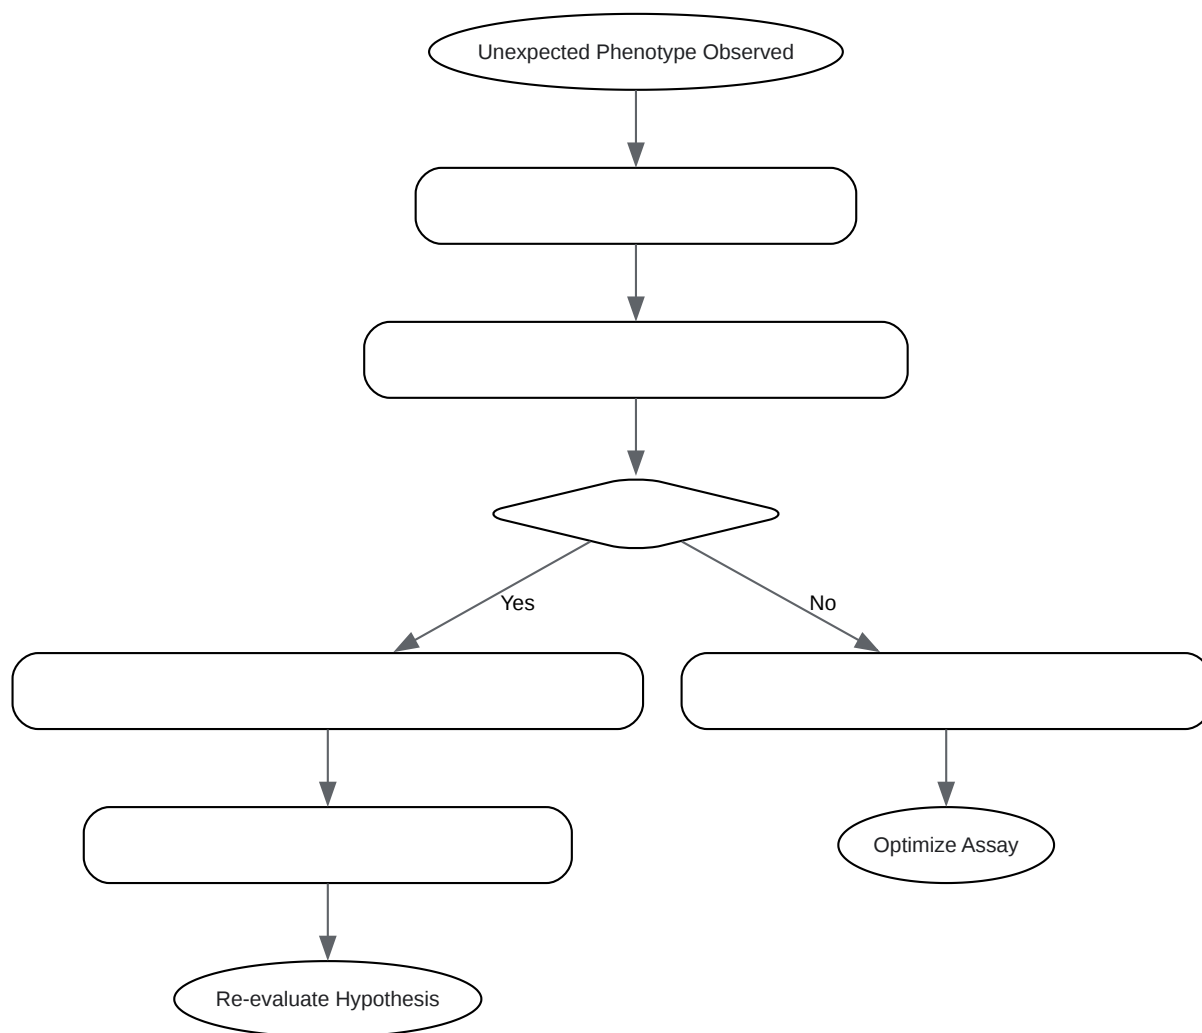 Unexpected Phenotype Observed
Yes
No
Optimize Assay
Re-evaluate Hypothesis